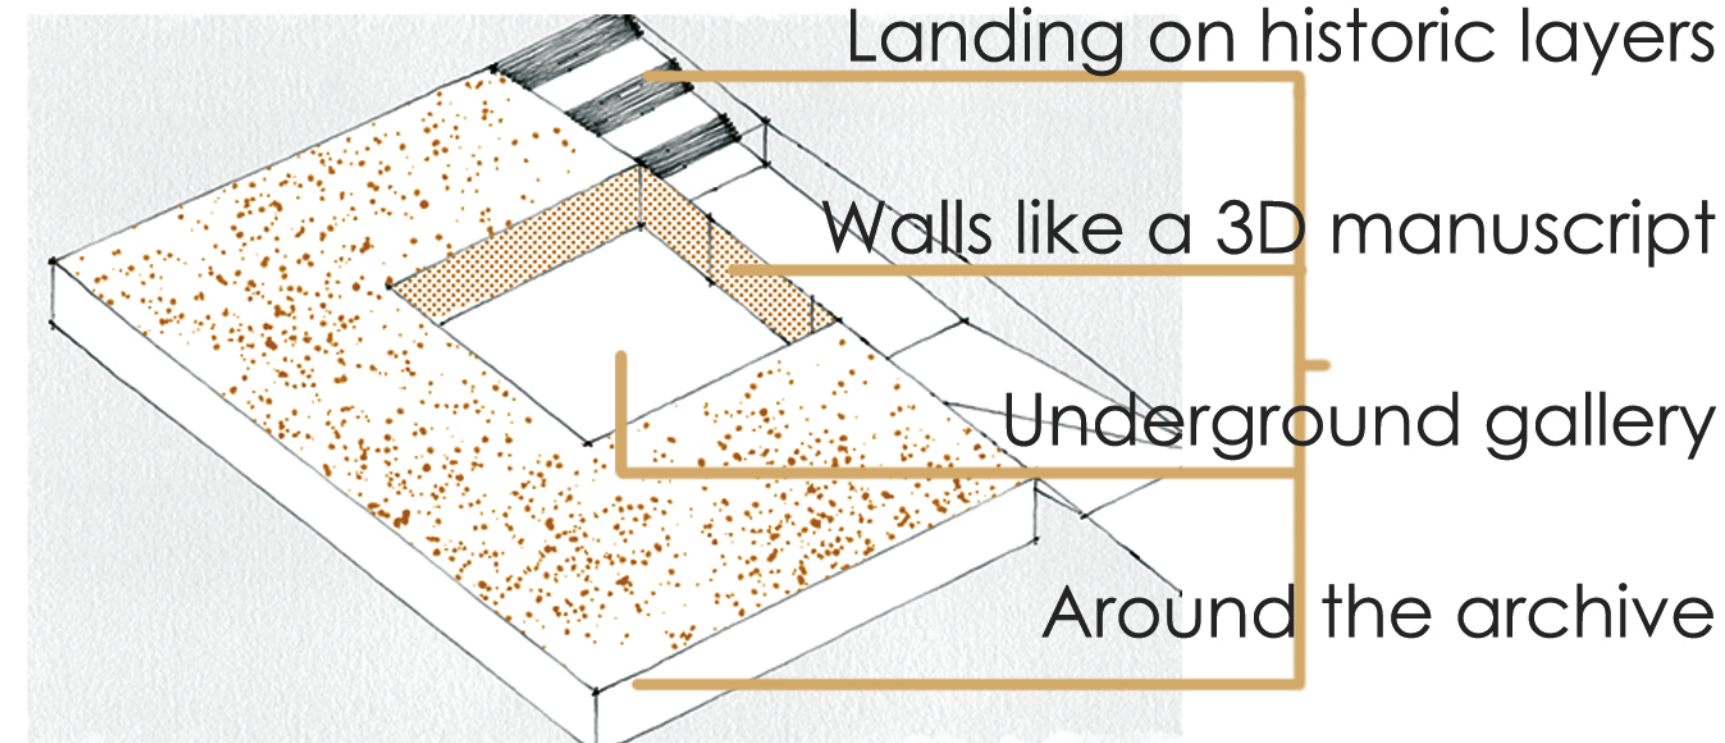 Landing on historic layers
Walls like a 3D manuscript
Underground gallery
Around the archive